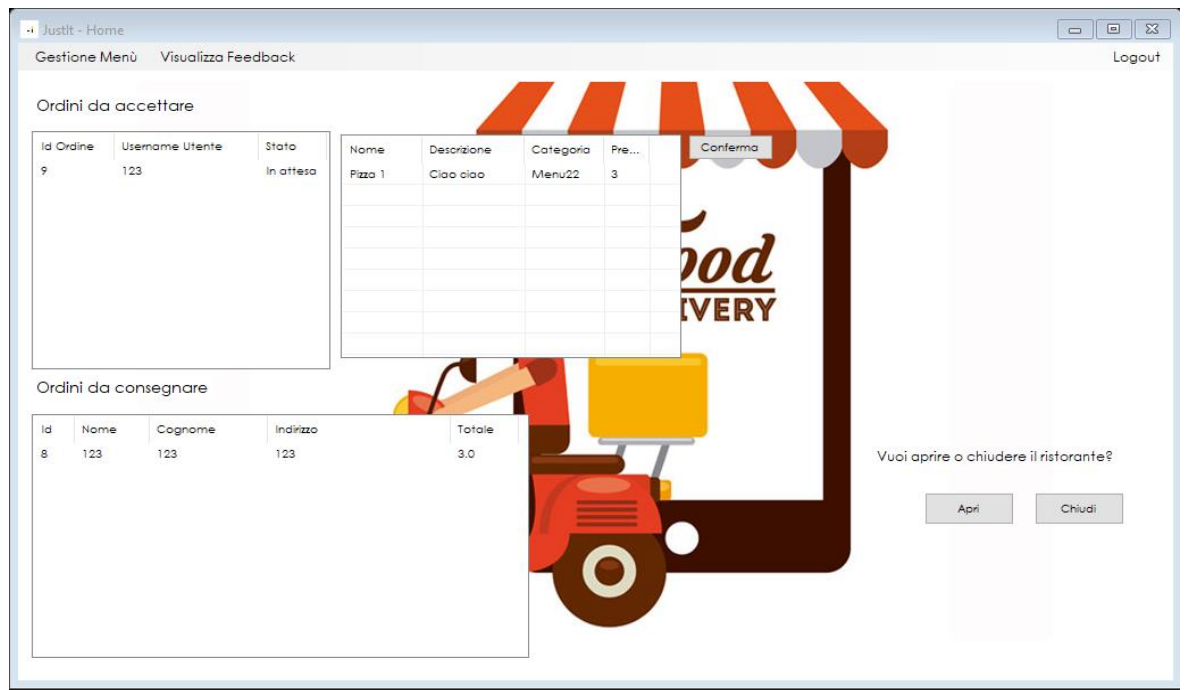 JustIt - Home
Gestione Menù Visualizza Feedback Logout
Ordini da accettare
Id Ordine Username Utente Stato
9 123 In attesa
Nome Descrizione Categoria Pre...
Pizza 1 Ciao ciao Menu22 3
Conferma
ood
IVERY
Ordini da consegnare
Id Nome Cognome Indirizzo Totale
8 123 123 123 3.0
Vuoi aprire o chiudere il ristorante?
Apri Chiudi